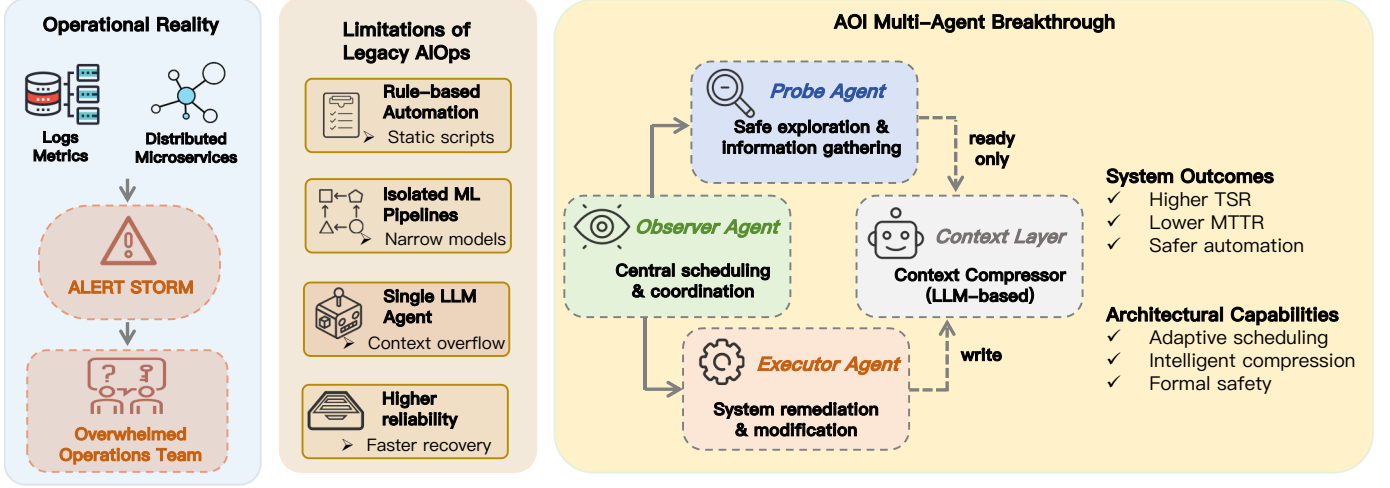 Operational Reality
Logs
Metrics
Distributed
Microservices
ALERT STORM
?
Overwhelmed
Operations Team
Limitations of
Legacy AIOps
Rule-based
Automation
➢ Static scripts
Isolated ML
Pipelines
➢ Narrow models
Single LLM
Agent
➢ Context overflow
Higher
reliability
➢ Faster recovery
AOI Multi-Agent Breakthrough
Probe Agent
Safe exploration &
information gathering
ready
only
Observer Agent
Central scheduling
& coordination
Context Layer
Context Compressor
(LLM-based)
Executor Agent
System remediation
& modification
write
System Outcomes
✓ Higher TSR
✓ Lower MTTR
✓ Safer automation
Architectural Capabilities
✓ Adaptive scheduling
✓ Intelligent compression
✓ Formal safety